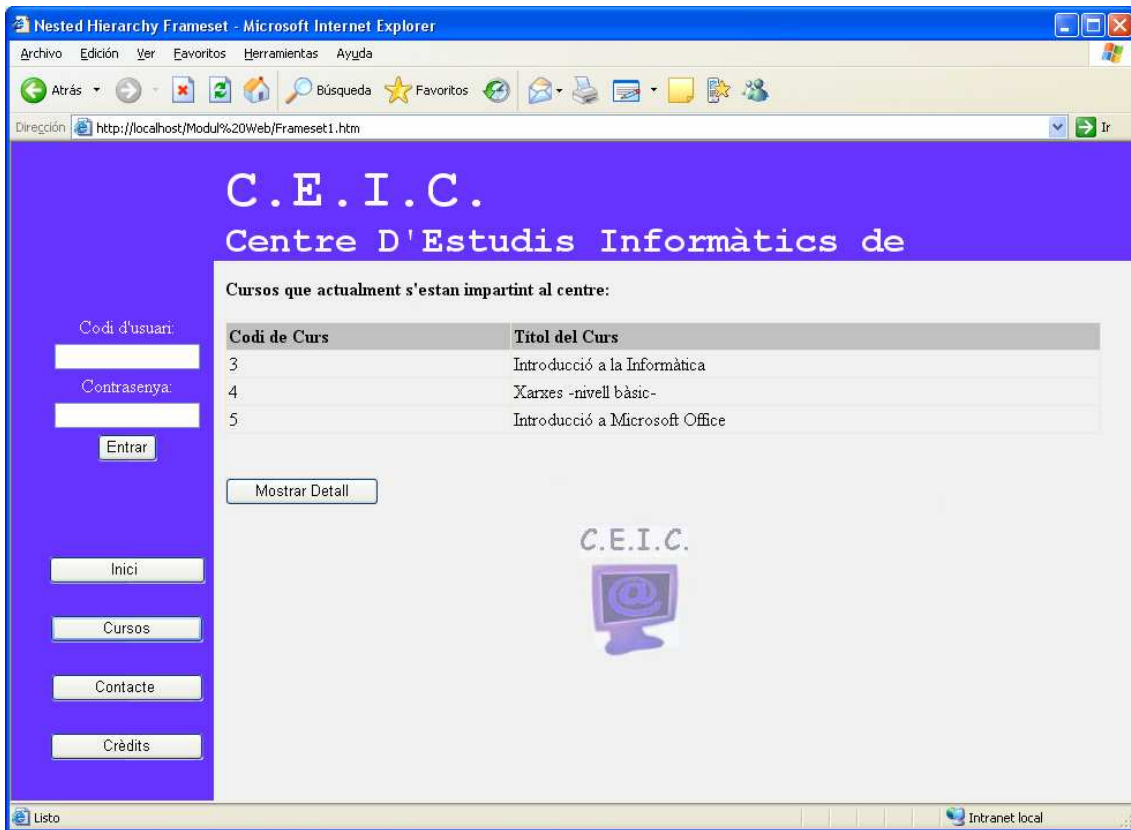 Nested Hierarchy Frameset - Microsoft Internet Explorer
Archivo Edición Ver Favoritos Herramientas Ayuda
Atrás Búsqueda Favoritos
Dirección http://localhost/Modul%20Web/Frameset1.htm Ir
C.E.I.C.
Centre D'Estudis Informàtics de
Cursos que actualment s'estan impartint al centre:
Codi d'usuari:
Contrasenya:
Entrar
Codi de Curs Títol del Curs
3 Introducció a la Informàtica
4 Xarxes -nivell bàsic-
5 Introducció a Microsoft Office
Mostrar Detall
C.E.I.C.
@
Inici
Cursos
Contacte
Crèdits
Listo Intranet local